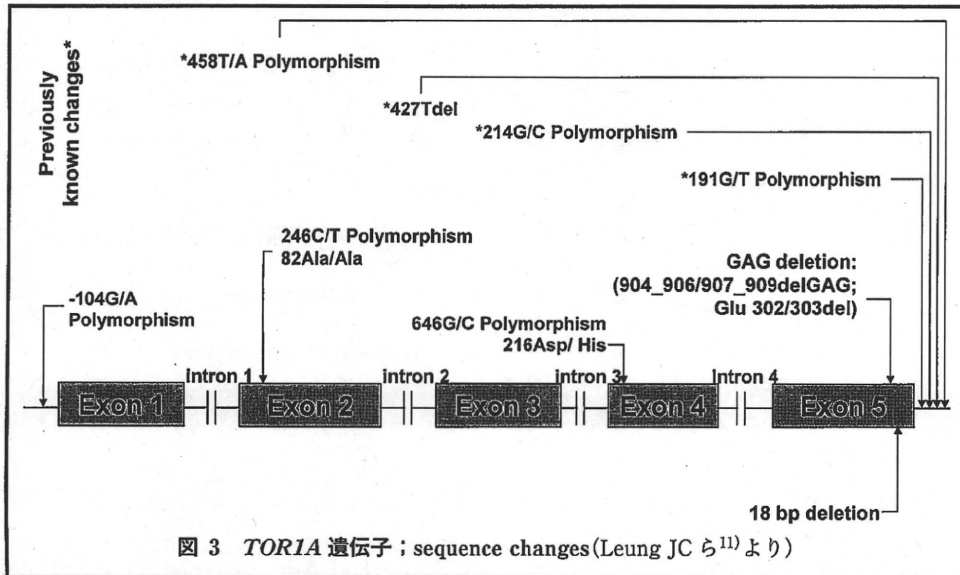 Previously
known changes*
*458T/A Polymorphism
*427Tdel
*214G/C Polymorphism
*191G/T Polymorphism
246C/T Polymorphism
82Ala/Ala
GAG deletion:
(904_906/907_909delGAG;
Glu 302/303del)
-104G/A
Polymorphism
646G/C Polymorphism
216Asp/ His
intron 1
intron 2
intron 3
intron 4
Exon 1
Exon 2
Exon 3
Exon 4
Exon 5
18 bp deletion
図 3 TOR1A 遺伝子；sequence changes(Leung JC ら11)より)